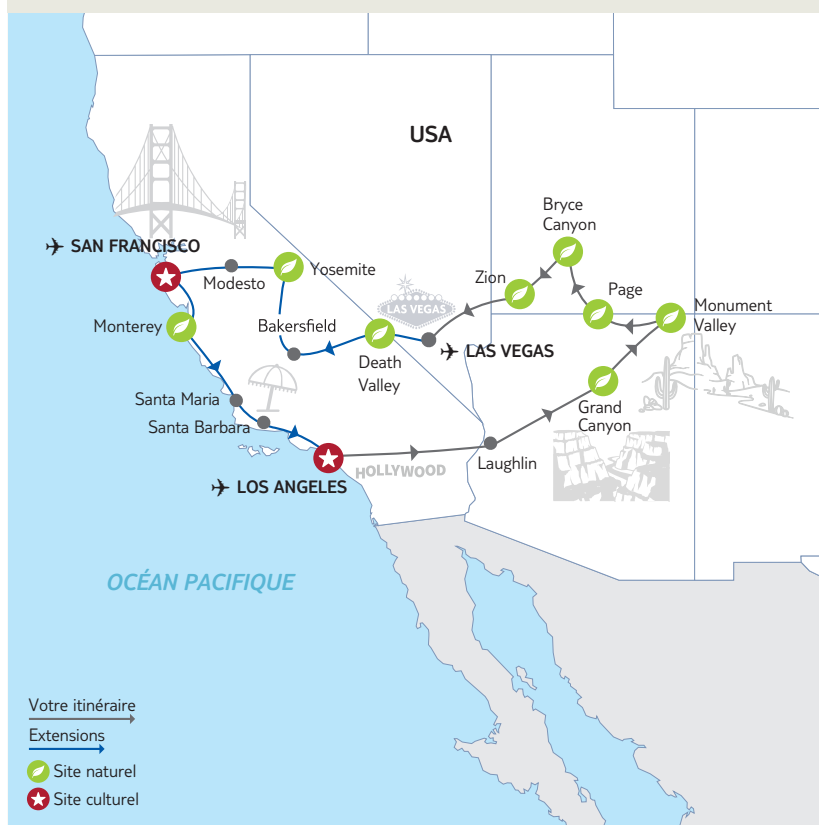 USA
Bryce
Canyon
SAN FRANCISCO
Modesto
Yosemite
Zion
Page
LAS VEGAS
Monument
Valley
Monterey
Bakersfield
Death
Valley
LAS VEGAS
Grand
Canyon
Santa Maria
Santa Barbara
Laughlin
HOLLYWOOD
LOS ANGELES
OCÉAN PACIFIQUE
Votre itinéraire
Extensions
Site naturel
Site culturel